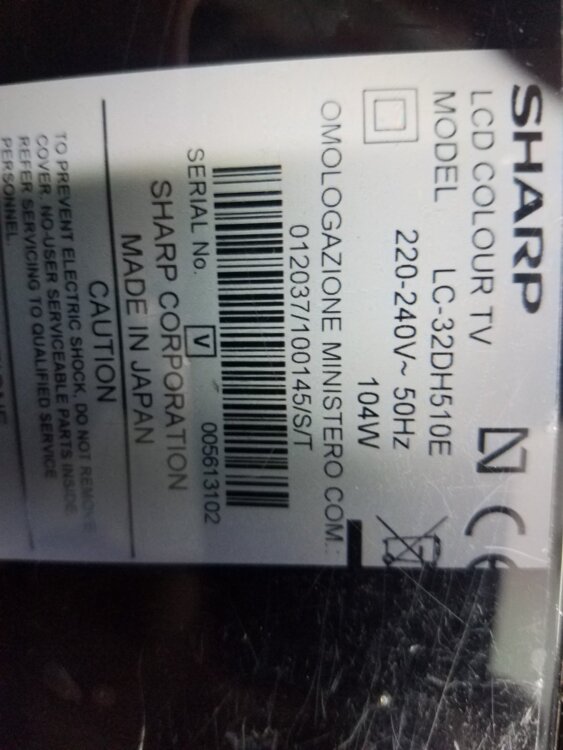 SHARP
LCD COLOUR TV
MODEL LC-32DH510E
220-240V~ 50Hz
104W
OMOLOGAZIONE MINISTERO COM.:
012037/100145/S/T
SERIAL No. V 005613102
SHARP CORPORATION
MADE IN JAPAN
CAUTION
TO PREVENT ELECTRIC SHOCK, DO NOT REMOVE
COVER. NO-USER SERVICEABLE PARTS INSIDE
REFER SERVICING TO QUALIFIED SERVICE
PERSONNEL.